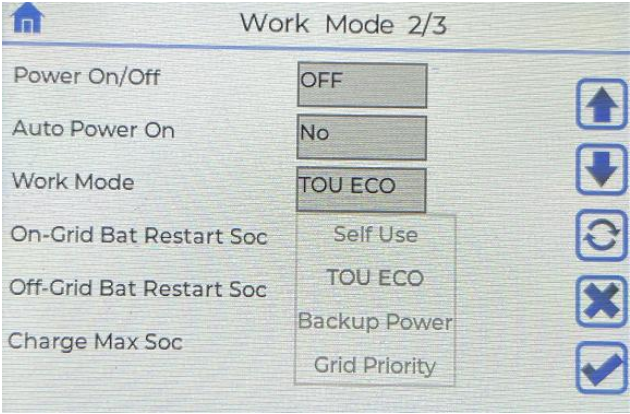 Work Mode 2/3
Power On/Off OFF
Auto Power On No
Work Mode TOU ECO
On-Grid Bat Restart Soc Self Use
TOU ECO
Off-Grid Bat Restart Soc
Backup Power
Charge Max Soc
Grid Priority